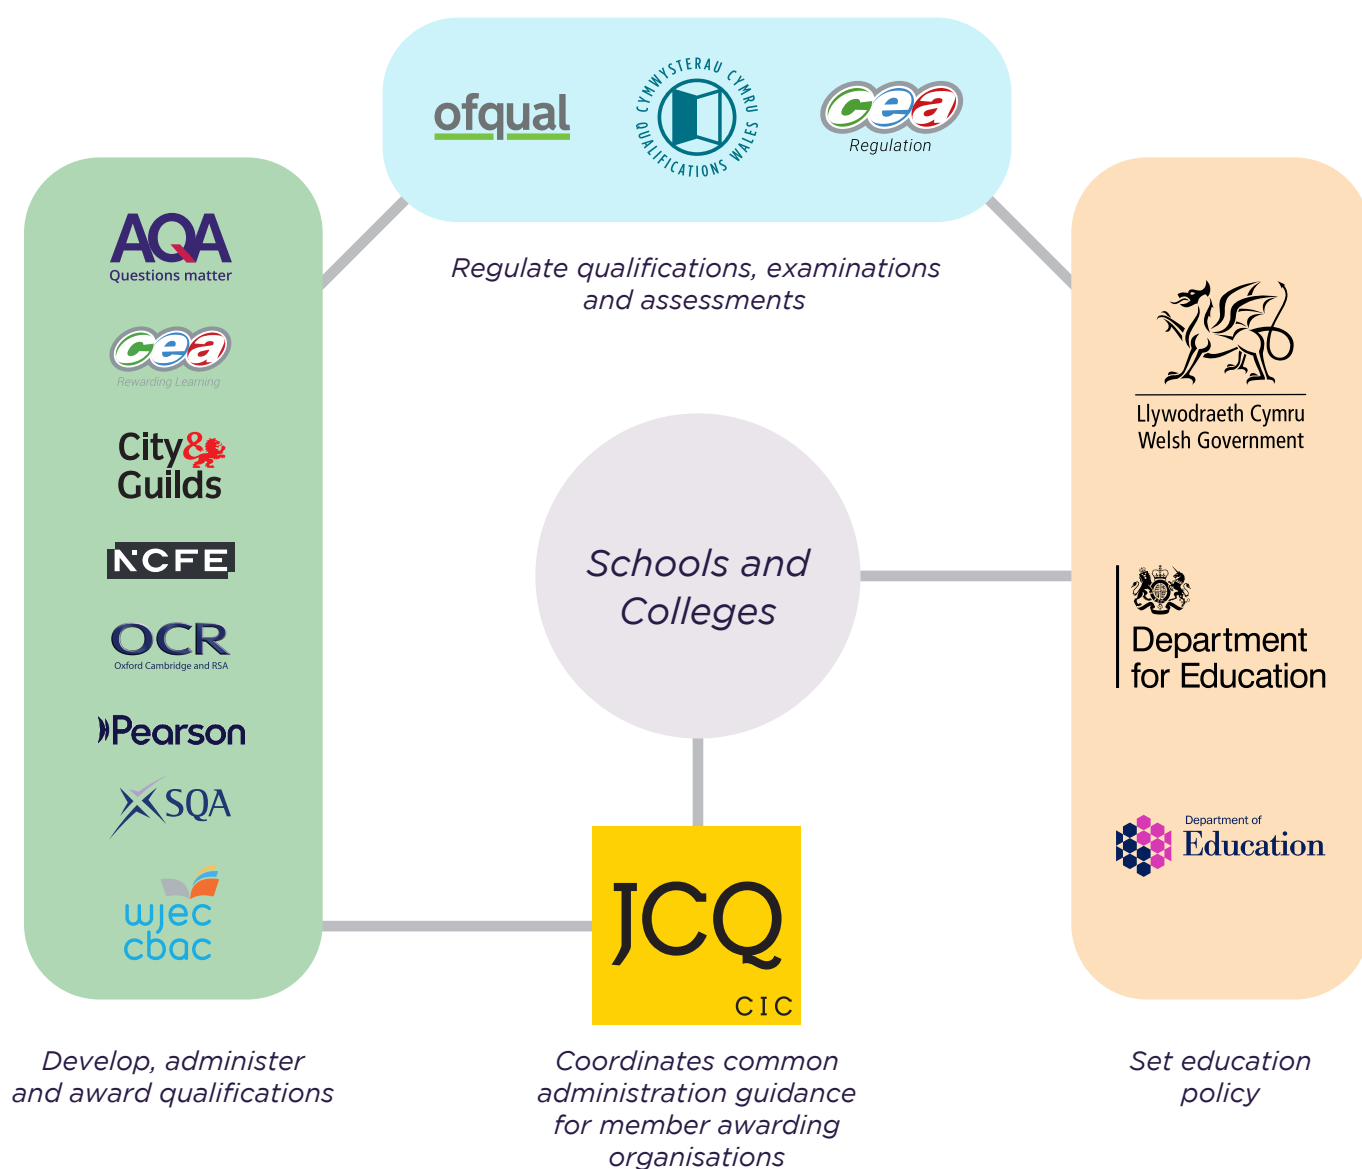 ofqual
CYMWYSTERAU CYMRU
QUALIFICATIONS WALES
ccea
Regulation
Regulate qualifications, examinations
and assessments
AQA
Questions matter
ccea
Rewarding Learning
City&
Guilds
NCFE
OCR
Oxford Cambridge and RSA
Pearson
SQA
wjec
cbac
Develop, administer
and award qualifications
Schools and
Colleges
JCQ
CIC
Coordinates common
administration guidance
for member awarding
organisations
Llywodraeth Cymru
Welsh Government
Department
for Education
Department of
Education
Set education
policy